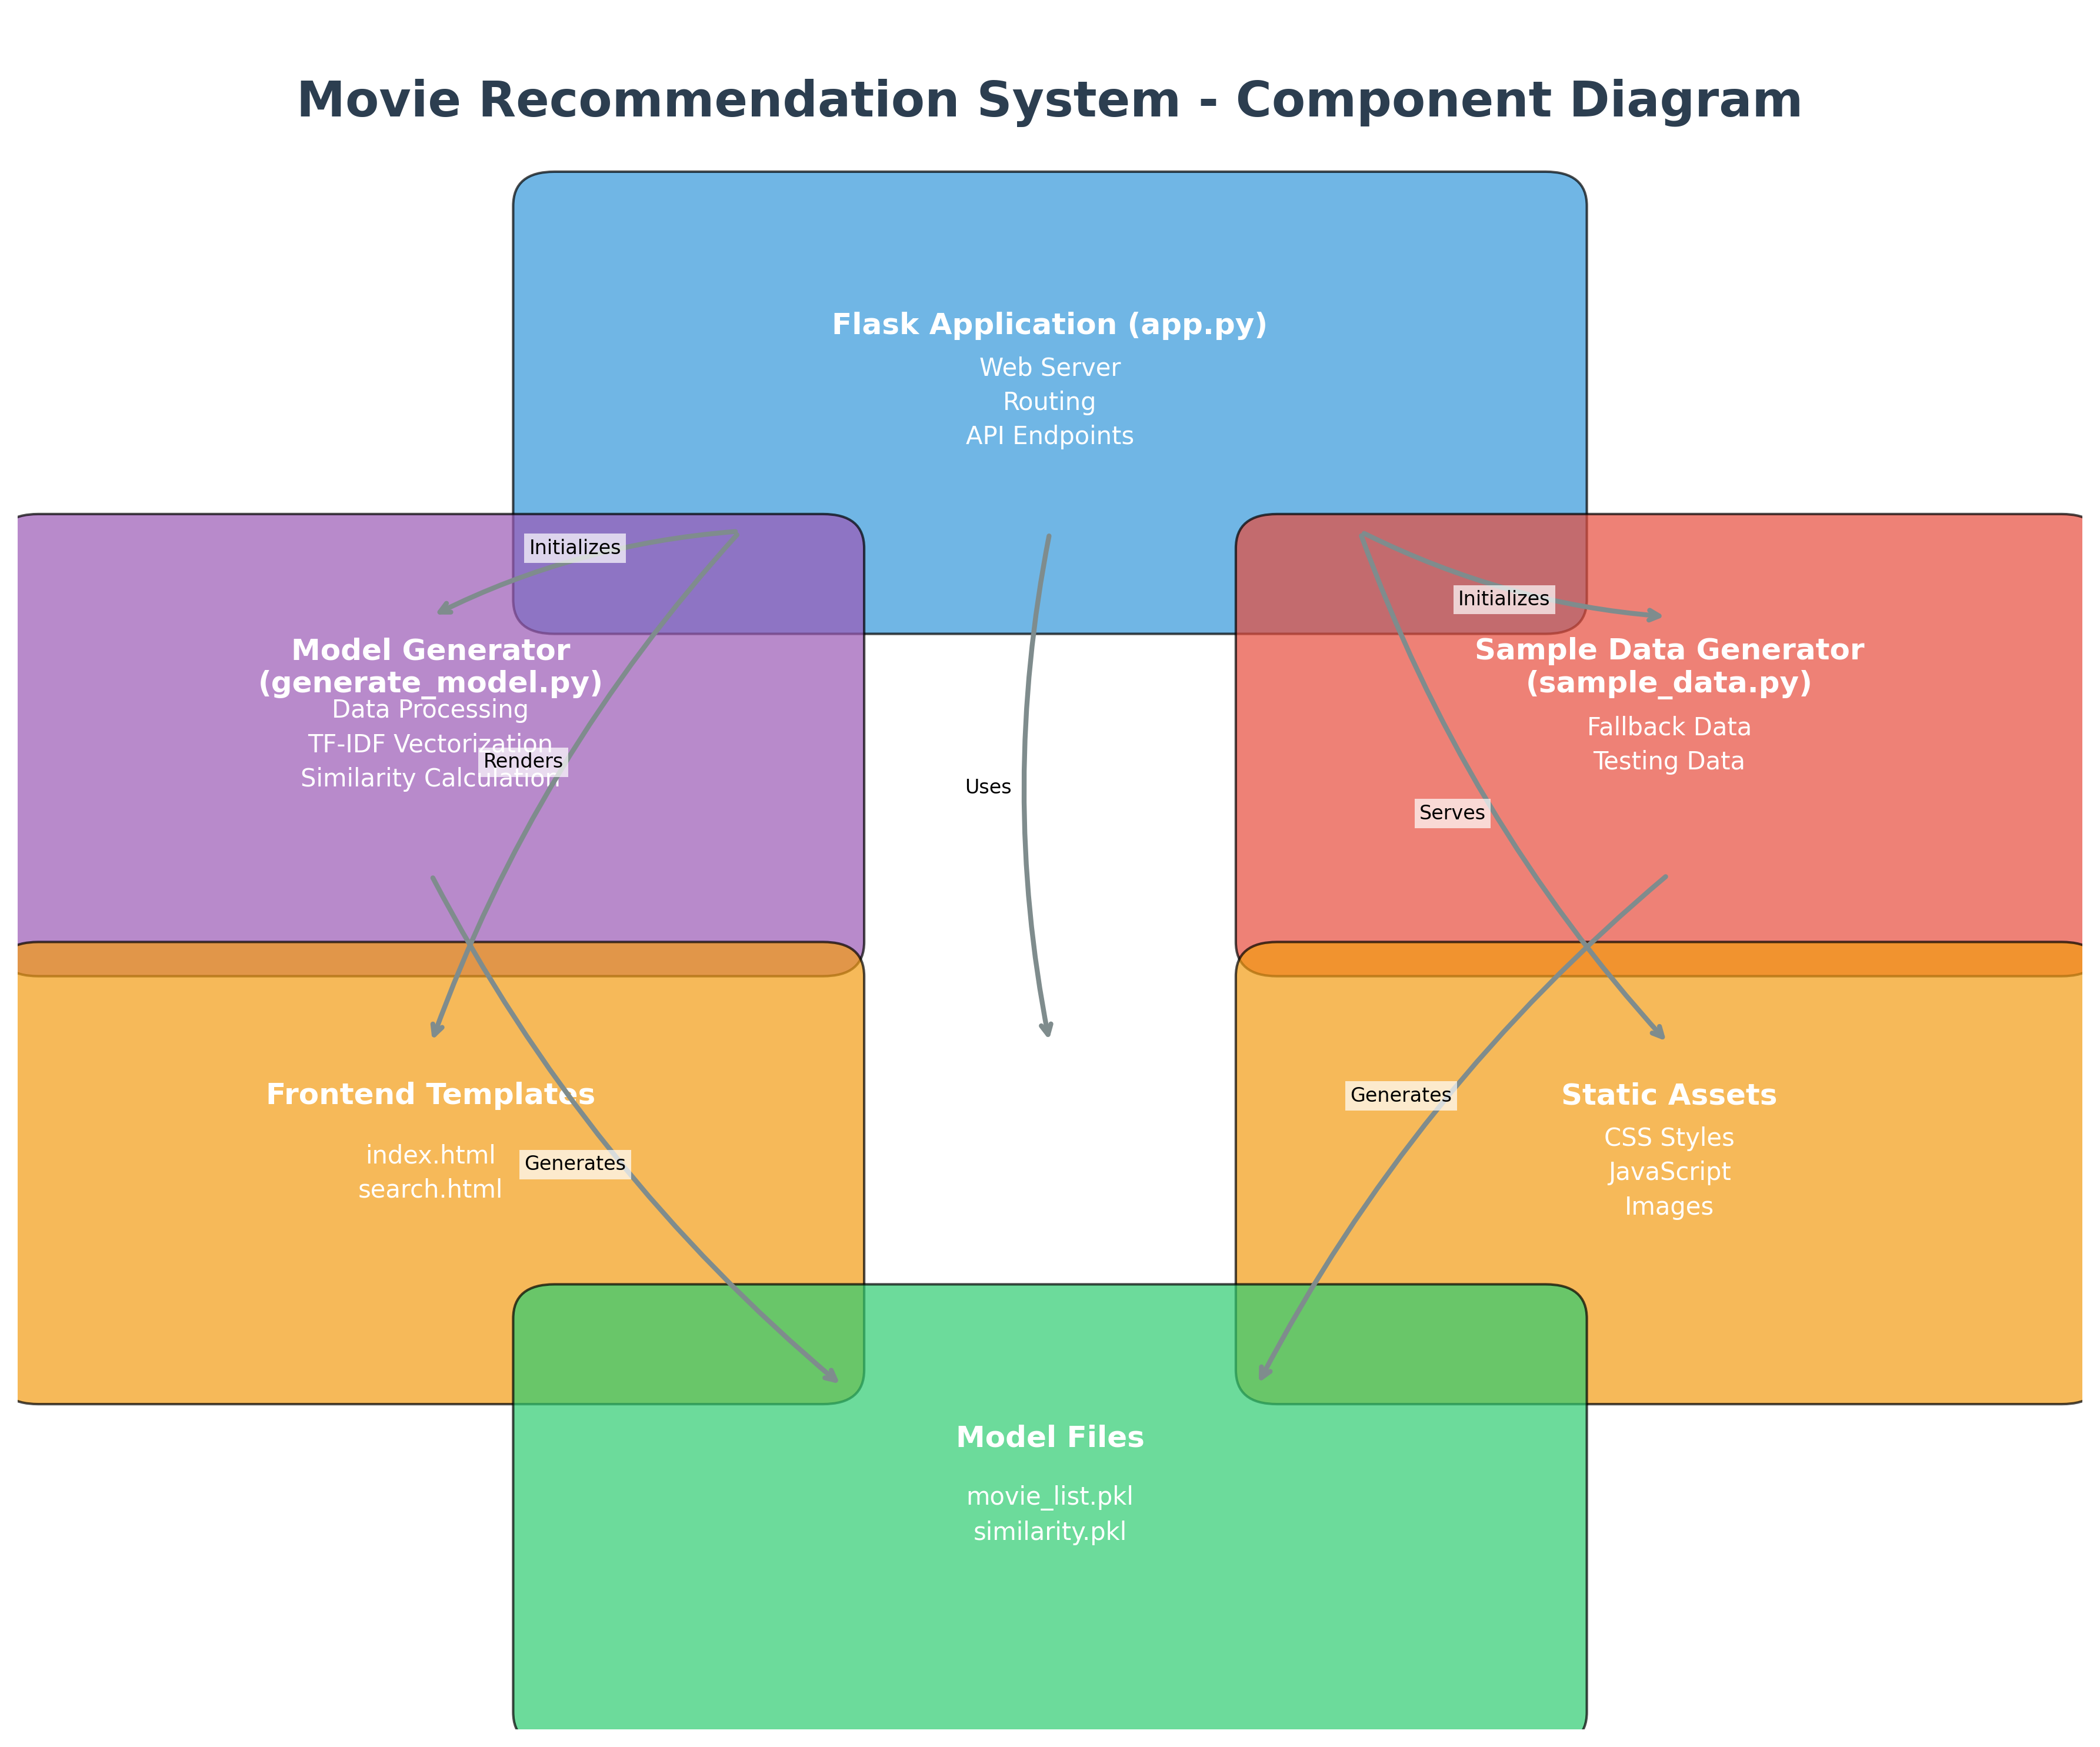 Movie Recommendation System - Component Diagram
Flask Application (app.py)
Web Server
Routing
API Endpoints
Initializes
Initializes
Model Generator
(generate_model.py)
Data Processing
TF-IDF Vectorization
Similarity Calculation
Renders
Uses
Sample Data Generator
(sample_data.py)
Fallback Data
Testing Data
Serves
Frontend Templates
index.html
search.html
Generates
Generates
Static Assets
CSS Styles
JavaScript
Images
Model Files
movie_list.pkl
similarity.pkl